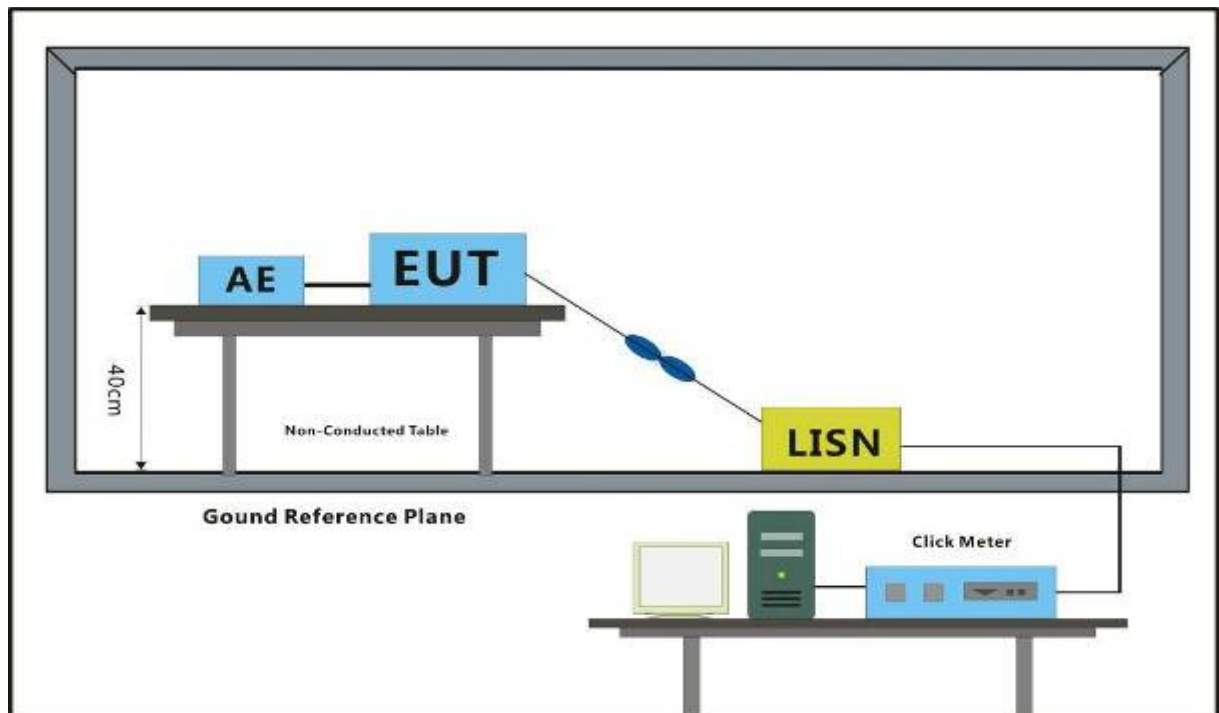 AE
EUT
40cm
Non-Conducted Table
LISN
Gound Reference Plane
Click Meter